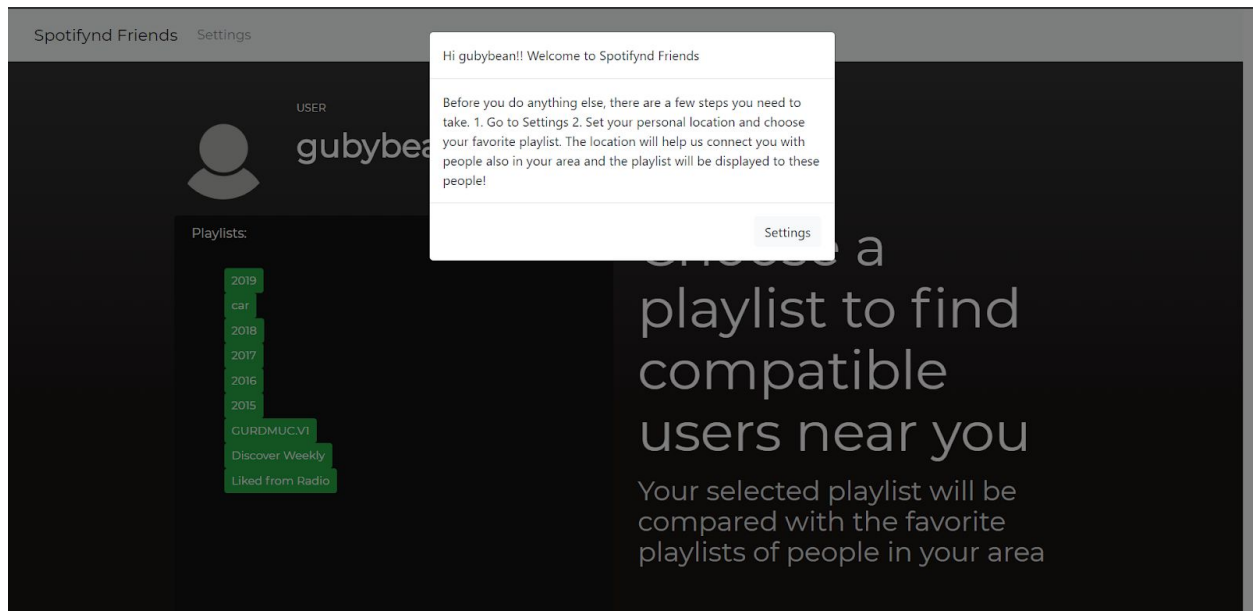 Spotifynd Friends Settings
Hi gubybean!! Welcome to Spotifynd Friends
Before you do anything else, there are a few steps you need to
take. 1. Go to Settings 2. Set your personal location and choose
your favorite playlist. The location will help us connect you with
people also in your area and the playlist will be displayed to these
people!
Settings
USER
gubybea
Playlists:
2019
car
2018
2017
2016
2015
GURDMUC.V1
Discover Weekly
Liked from Radio
Choose a
playlist to find
compatible
users near you
Your selected playlist will be
compared with the favorite
playlists of people in your area